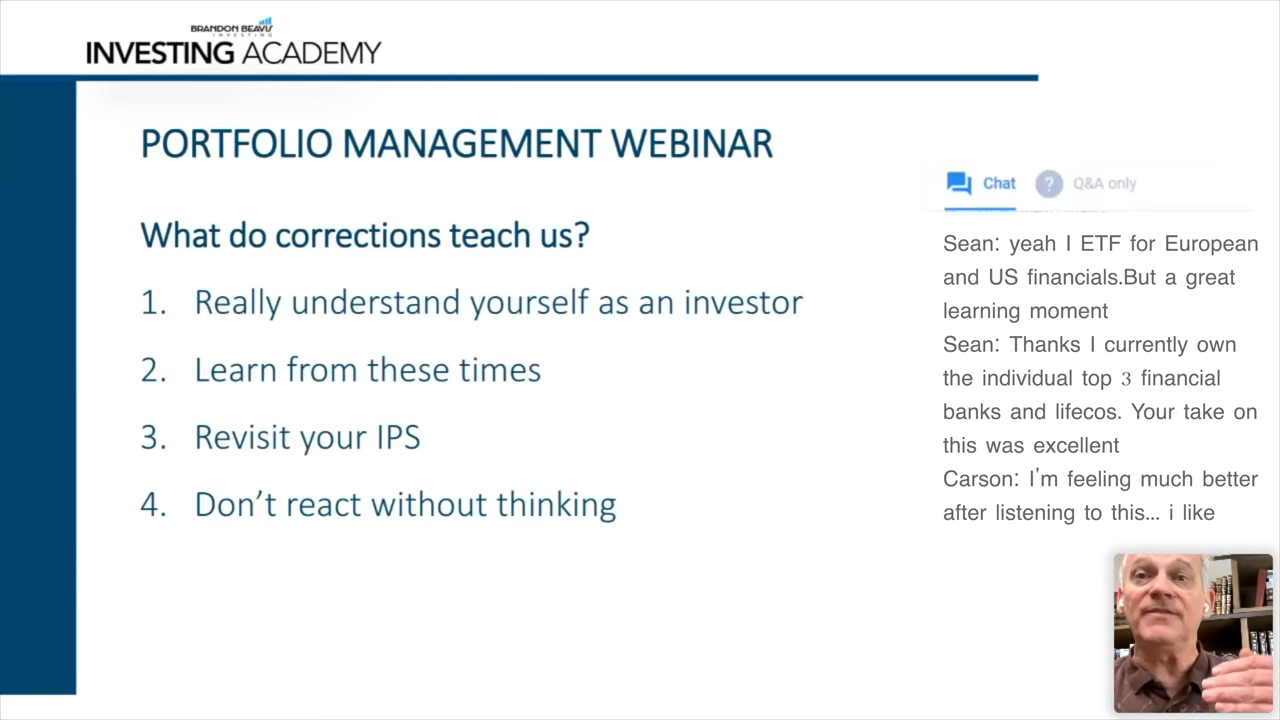 BRANDON BEAVIS
INVESTING
INVESTING ACADEMY
PORTFOLIO MANAGEMENT WEBINAR
What do corrections teach us?
1. Really understand yourself as an investor
2. Learn from these times
3. Revisit your IPS
4. Don’t react without thinking
Chat
? Q&A only
Sean: yeah I ETF for European
and US financials.But a great
learning moment
Sean: Thanks I currently own
the individual top 3 financial
banks and lifecos. Your take on
this was excellent
Carson: I'm feeling much better
after listening to this... i like